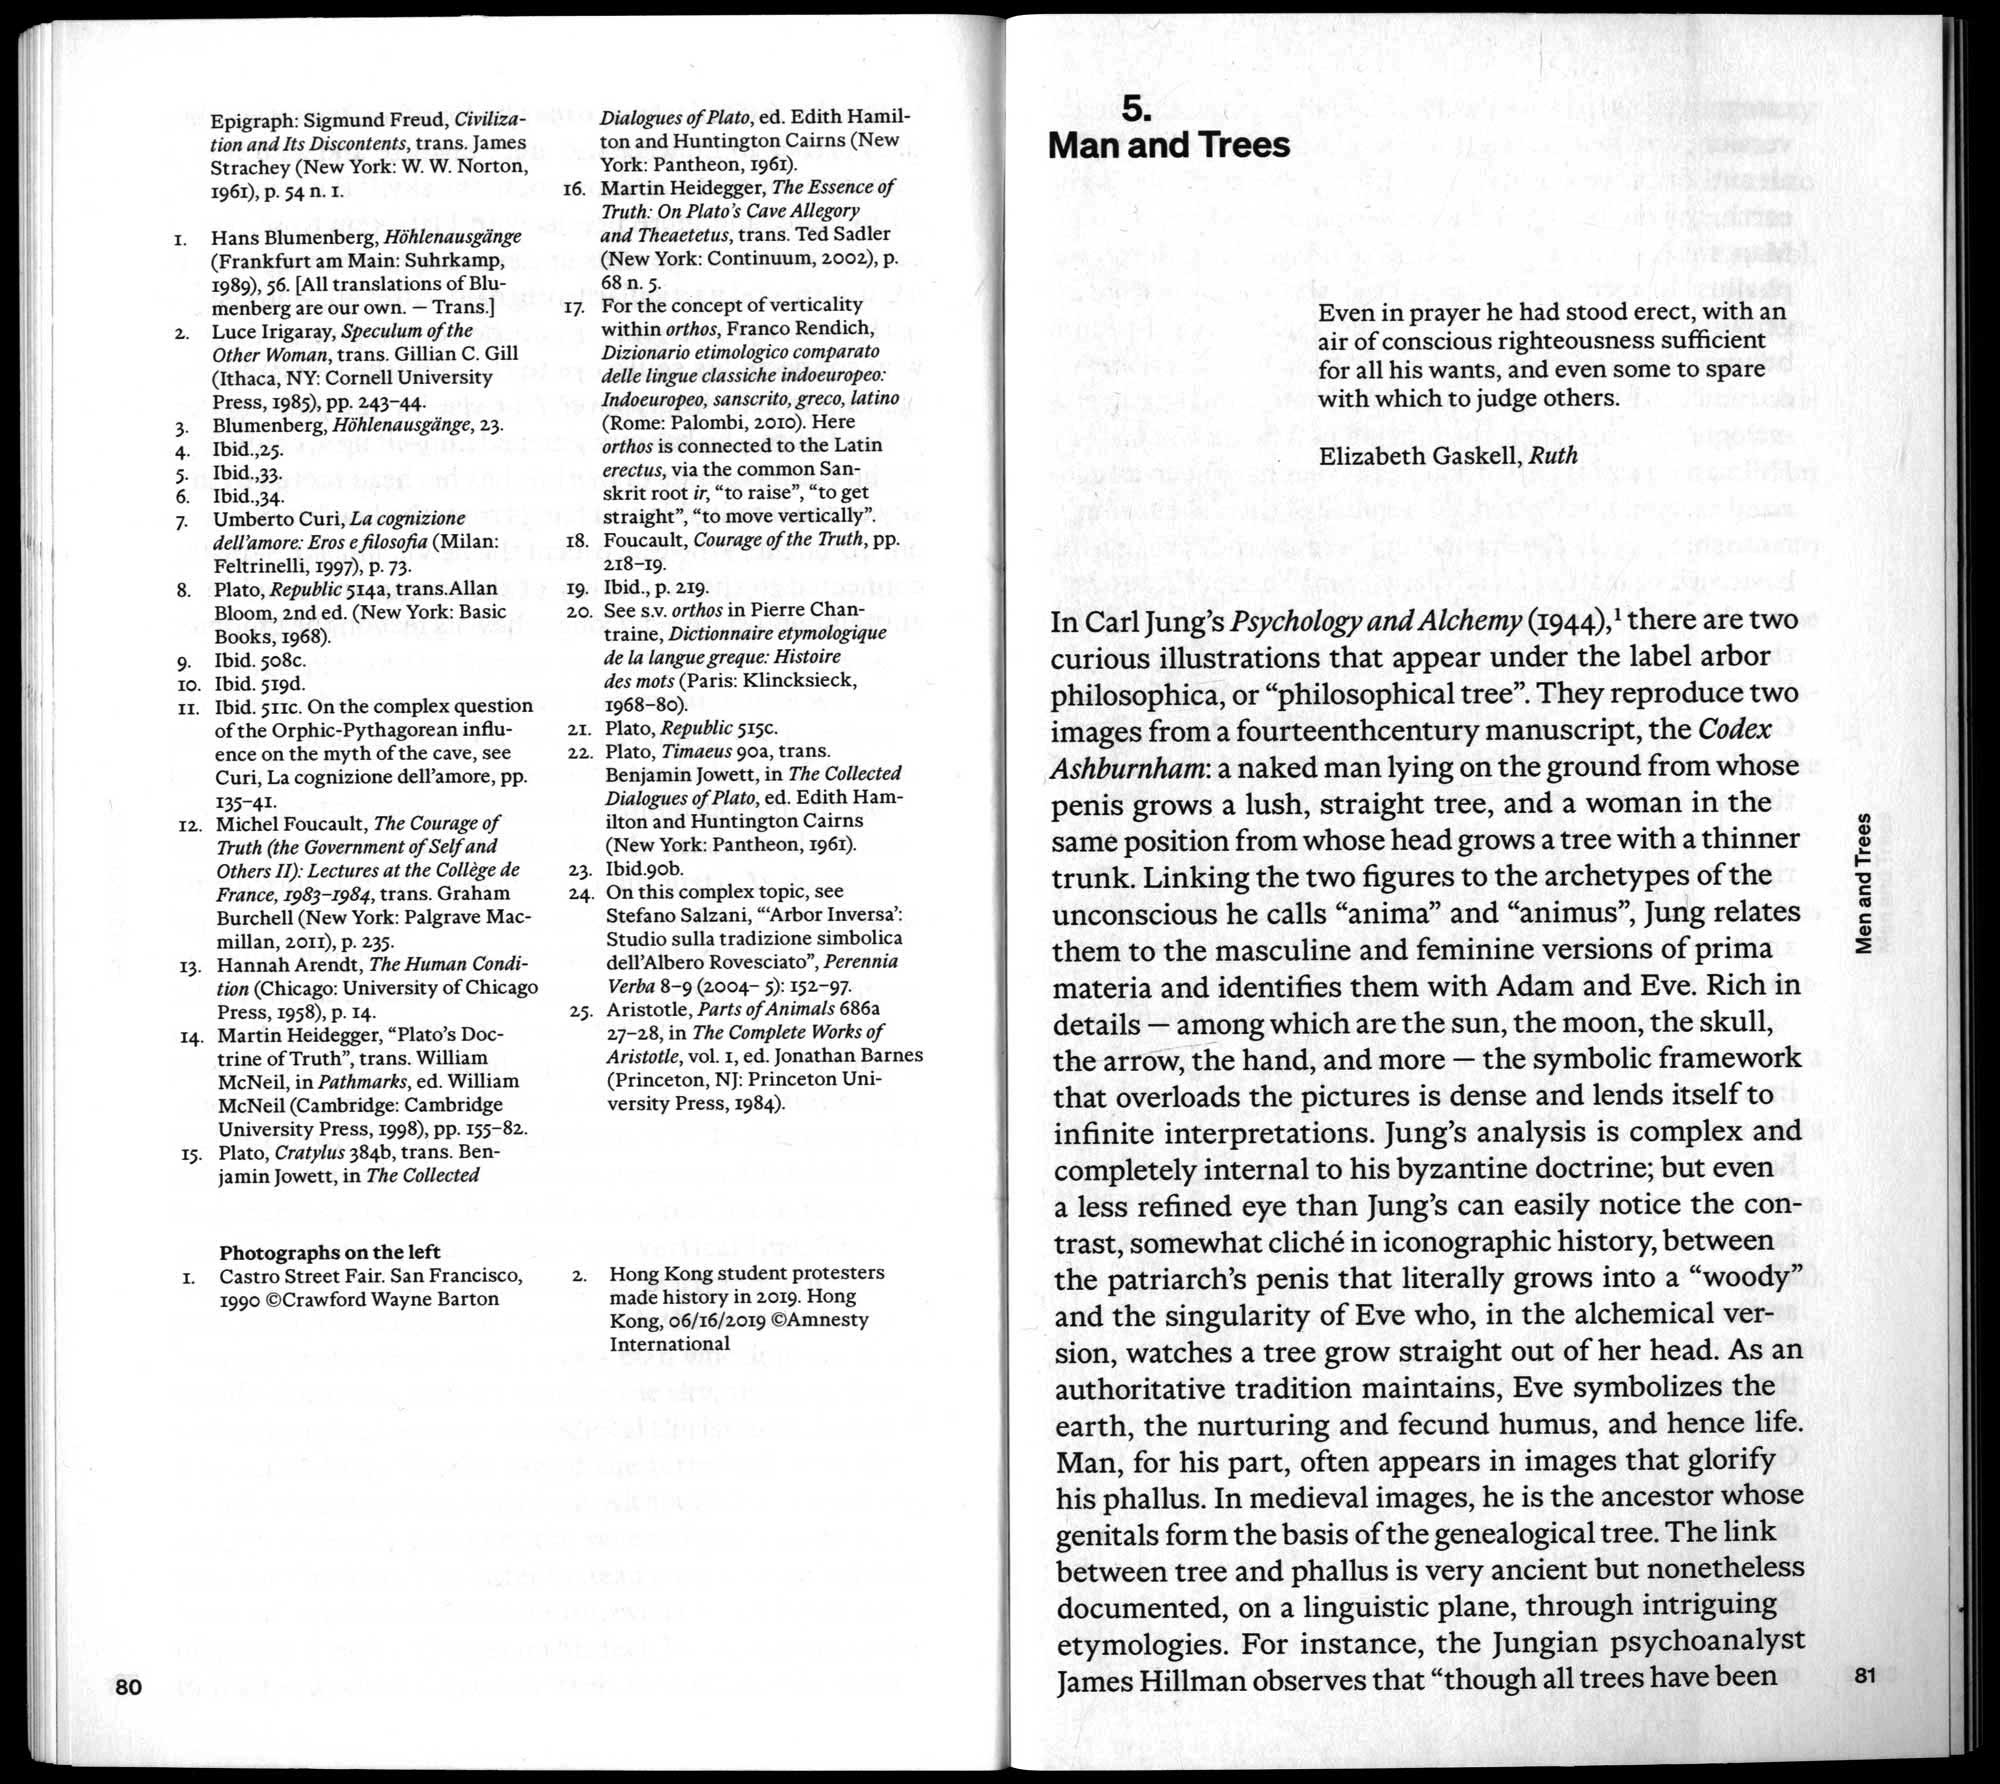 Epigraph: Sigmund Freud, Civiliza-
tion and Its Discontents, trans. James
Strachey (New York: W. W. Norton,
1961), p. 54 n. 1.
1. Hans Blumenberg, Höhlenausgänge
(Frankfurt am Main: Suhrkamp,
1989), 56. [All translations of Blu-
menberg are our own. — Trans.]
2. Luce Irigaray, Speculum of the
Other Woman, trans. Gillian C. Gill
(Ithaca, NY: Cornell University
Press, 1985), pp. 243–44.
3. Blumenberg, Höhlenausgänge, 23.
4. Ibid.,25.
5. Ibid.,33.
6. Ibid.,34.
7. Umberto Curi, La cognizione
dell’amore: Eros e filosofia (Milan:
Feltrinelli, 1997), p. 73.
8. Plato, Republic 514a, trans.Allan
Bloom, 2nd ed. (New York: Basic
Books, 1968).
9. Ibid. 508c.
10. Ibid. 519d.
11. Ibid. 511c. On the complex question
of the Orphic-Pythagorean influ-
ence on the myth of the cave, see
Curi, La cognizione dell’amore, pp.
135–41.
12. Michel Foucault, The Courage of
Truth (the Government of Self and
Others II): Lectures at the Collège de
France, 1983–1984, trans. Graham
Burchell (New York: Palgrave Mac-
millan, 2011), p. 235.
13. Hannah Arendt, The Human Condi-
tion (Chicago: University of Chicago
Press, 1958), p. 14.
14. Martin Heidegger, “Plato’s Doc-
trine of Truth”, trans. William
McNeil, in Pathmarks, ed. William
McNeil (Cambridge: Cambridge
University Press, 1998), pp. 155–82.
15. Plato, Cratylus 384b, trans. Ben-
jamin Jowett, in The Collected
Dialogues of Plato, ed. Edith Hamil-
ton and Huntington Cairns (New
York: Pantheon, 1961).
16. Martin Heidegger, The Essence of
Truth: On Plato’s Cave Allegory
and Theaetetus, trans. Ted Sadler
(New York: Continuum, 2002), p.
68 n. 5.
17. For the concept of verticality
within orthos, Franco Rendich,
Dizionario etimologico comparato
delle lingue classiche indoeuropeo:
Indoeuropeo, sanscrito, greco, latino
(Rome: Palombi, 2010). Here
orthos is connected to the Latin
erectus, via the common San-
skrit root ir, “to raise”, “to get
straight”, “to move vertically”.
18. Foucault, Courage of the Truth, pp.
218–19.
19. Ibid., p. 219.
20. See s.v. orthos in Pierre Chan-
traine, Dictionnaire etymologique
de la langue greque: Histoire
des mots (Paris: Klincksieck,
1968–80).
21. Plato, Republic 515c.
22. Plato, Timaeus 90a, trans.
Benjamin Jowett, in The Collected
Dialogues of Plato, ed. Edith Ham-
ilton and Huntington Cairns
(New York: Pantheon, 1961).
23. Ibid.90b.
24. On this complex topic, see
Stefano Salzani, “‘Arbor Inversa’:
Studio sulla tradizione simbolica
dell’Albero Rovesciato”, Perennia
Verba 8–9 (2004– 5): 152–97.
25. Aristotle, Parts of Animals 686a
27–28, in The Complete Works of
Aristotle, vol. 1, ed. Jonathan Barnes
(Princeton, NJ: Princeton Uni-
versity Press, 1984).
Photographs on the left
1. Castro Street Fair. San Francisco,
1990 ©Crawford Wayne Barton
2. Hong Kong student protesters
made history in 2019. Hong
Kong, 06/16/2019 ©Amnesty
International
80
5.
Man and Trees
Even in prayer he had stood erect, with an
air of conscious righteousness sufficient
for all his wants, and even some to spare
with which to judge others.
Elizabeth Gaskell, Ruth
In Carl Jung’s Psychology and Alchemy (1944),¹ there are two
curious illustrations that appear under the label arbor
philosophica, or “philosophical tree”. They reproduce two
images from a fourteenthcentury manuscript, the Codex
Ashburnham: a naked man lying on the ground from whose
penis grows a lush, straight tree, and a woman in the
same position from whose head grows a tree with a thinner
trunk. Linking the two figures to the archetypes of the
unconscious he calls “anima” and “animus”, Jung relates
them to the masculine and feminine versions of prima
materia and identifies them with Adam and Eve. Rich in
details — among which are the sun, the moon, the skull,
the arrow, the hand, and more — the symbolic framework
that overloads the pictures is dense and lends itself to
infinite interpretations. Jung’s analysis is complex and
completely internal to his byzantine doctrine; but even
a less refined eye than Jung’s can easily notice the con-
trast, somewhat cliché in iconographic history, between
the patriarch’s penis that literally grows into a “woody”
and the singularity of Eve who, in the alchemical ver-
sion, watches a tree grow straight out of her head. As an
authoritative tradition maintains, Eve symbolizes the
earth, the nurturing and fecund humus, and hence life.
Man, for his part, often appears in images that glorify
his phallus. In medieval images, he is the ancestor whose
genitals form the basis of the genealogical tree. The link
between tree and phallus is very ancient but nonetheless
documented, on a linguistic plane, through intriguing
etymologies. For instance, the Jungian psychoanalyst
James Hillman observes that “though all trees have been
Men and Trees
81